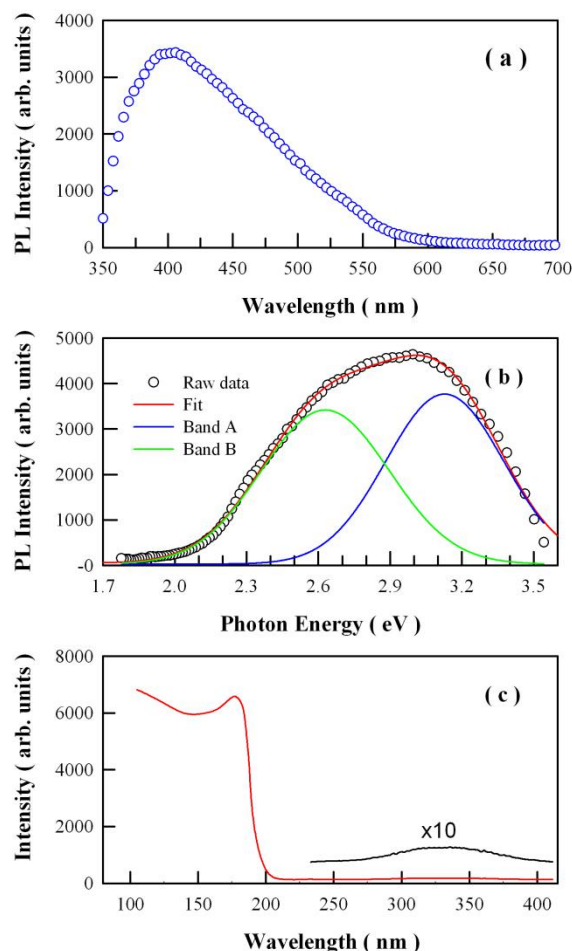 4000
3000
2000
1000
0
PL Intensity ( arb. units )
( a )
350 400 450 500 550 600 650 700
Wavelength ( nm )
5000
4000
3000
2000
1000
-0
PL Intensity ( arb. units )
( b )
Raw data
Fit
Band A
Band B
1.7 2.0 2.3 2.6 2.9 3.2 3.5
Photon Energy ( eV )
8000
6000
4000
2000
0
Intensity ( arb. units )
( c )
x10
100 150 200 250 300 350 400
Wavelength ( nm )